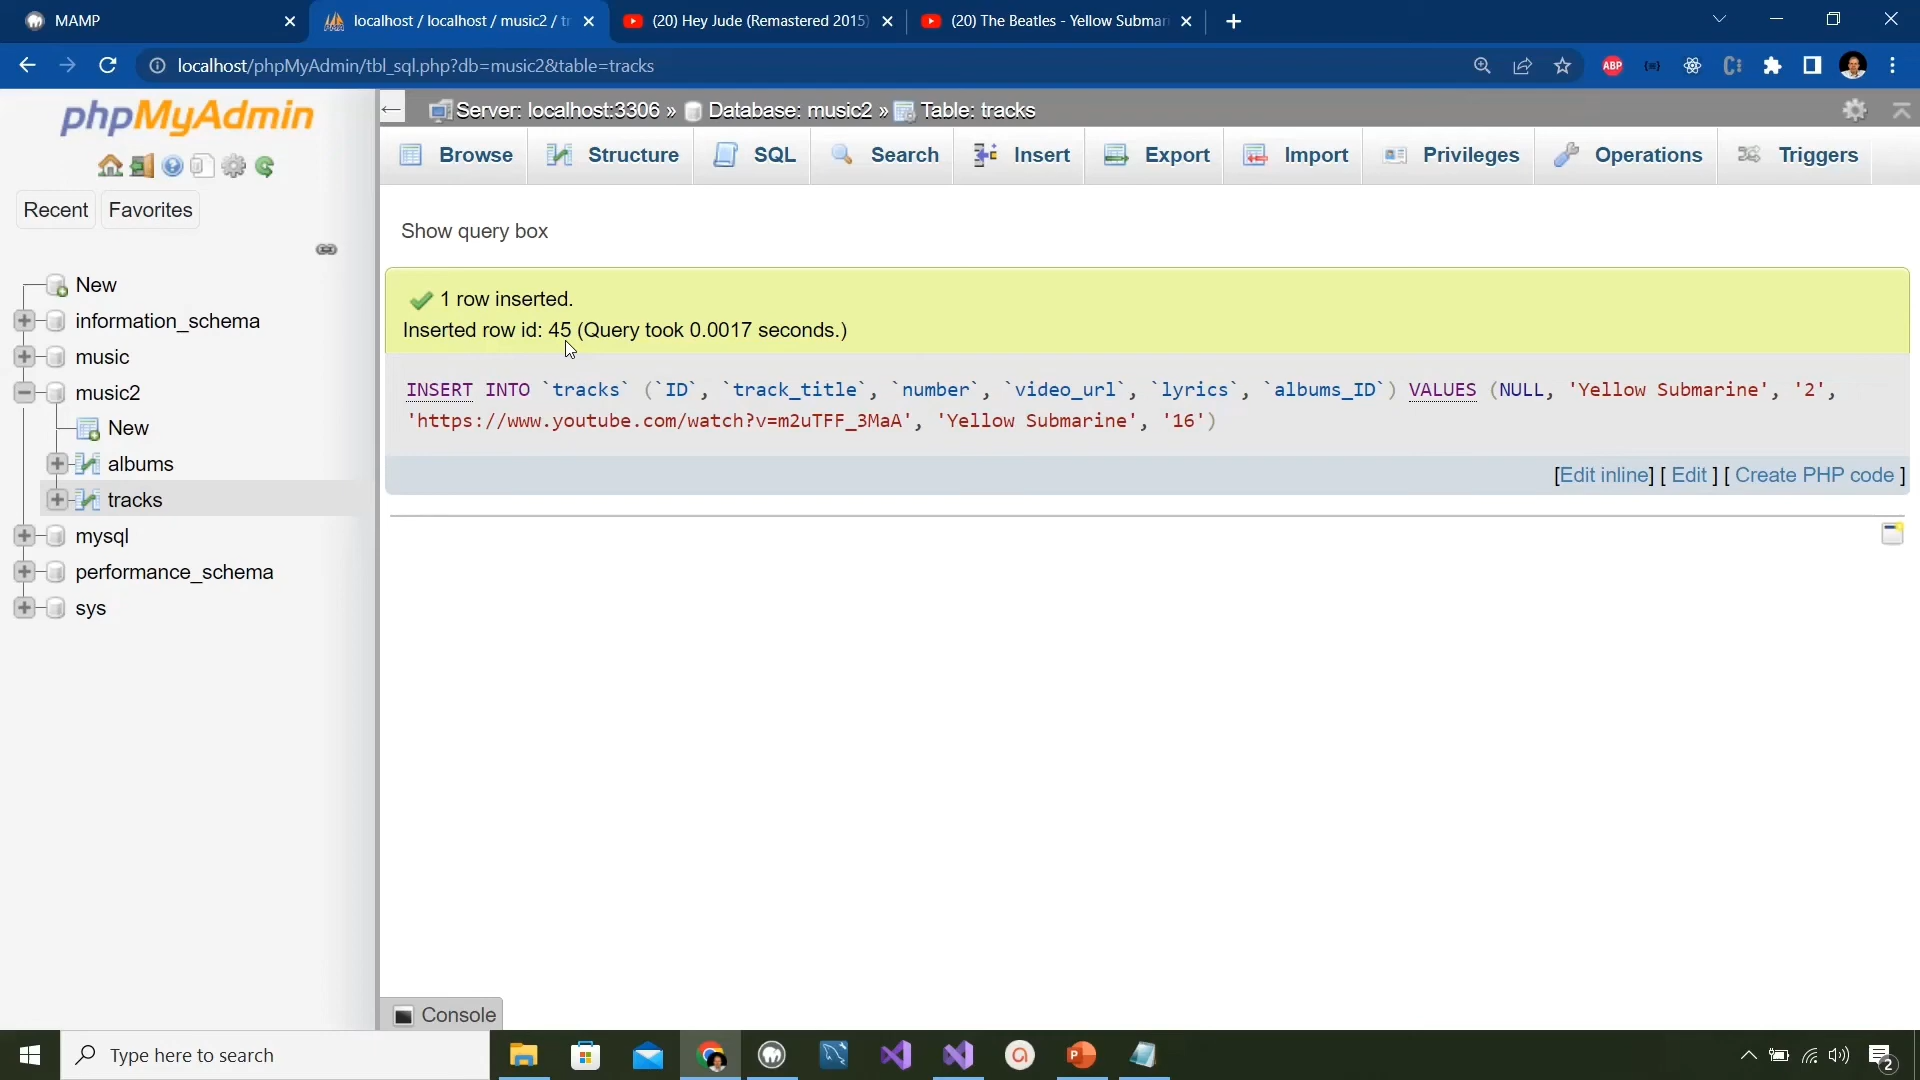 MAMP
localhost / localhost / music2 / tr
(20) Hey Jude (Remastered 2015)
(20) The Beatles - Yellow Submari
localhost/phpMyAdmin/tbl_sql.php?db=music2&table=tracks
ABP
phpMyAdmin
Server: localhost:3306 » Database: music2 » Table: tracks
Browse Structure SQL Search Insert Export Import Privileges Operations Triggers
Recent Favorites
New
information_schema
music
music2
New
albums
tracks
mysql
performance_schema
sys
Show query box
1 row inserted.
Inserted row id: 45 (Query took 0.0017 seconds.)
INSERT INTO `tracks` (`ID`, `track_title`, `number`, `video_url`, `lyrics`, `albums_ID`) VALUES (NULL, 'Yellow Submarine', '2',
'https://www.youtube.com/watch?v=m2uTFF_3MaA', 'Yellow Submarine', '16')
[Edit inline] [ Edit ] [ Create PHP code ]
Console
Type here to search
2